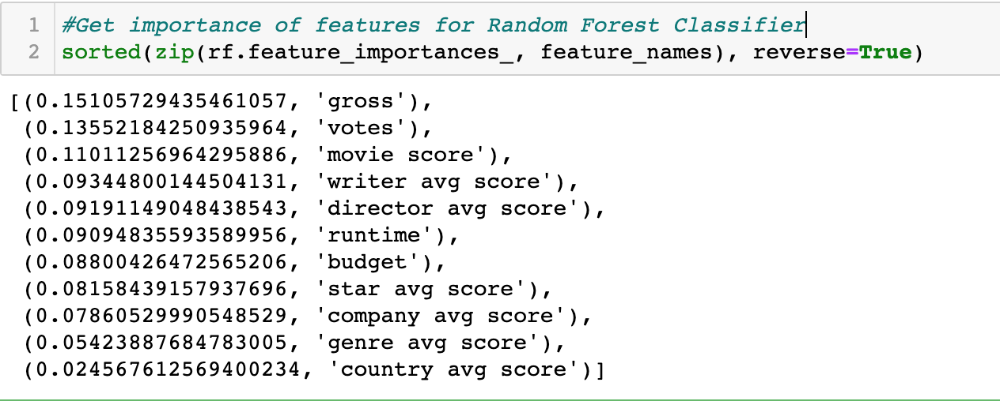 1 #Get importance of features for Random Forest Classifier
2 sorted(zip(rf.feature_importances_, feature_names), reverse=True)
[(0.15105729435461057, 'gross'),
(0.13552184250935964, 'votes'),
(0.11011256964295886, 'movie score'),
(0.09344800144504131, 'writer avg score'),
(0.09191149048438543, 'director avg score'),
(0.09094835593589956, 'runtime'),
(0.08800426472565206, 'budget'),
(0.08158439157937696, 'star avg score'),
(0.07860529990548529, 'company avg score'),
(0.05423887684783005, 'genre avg score'),
(0.024567612569400234, 'country avg score')]